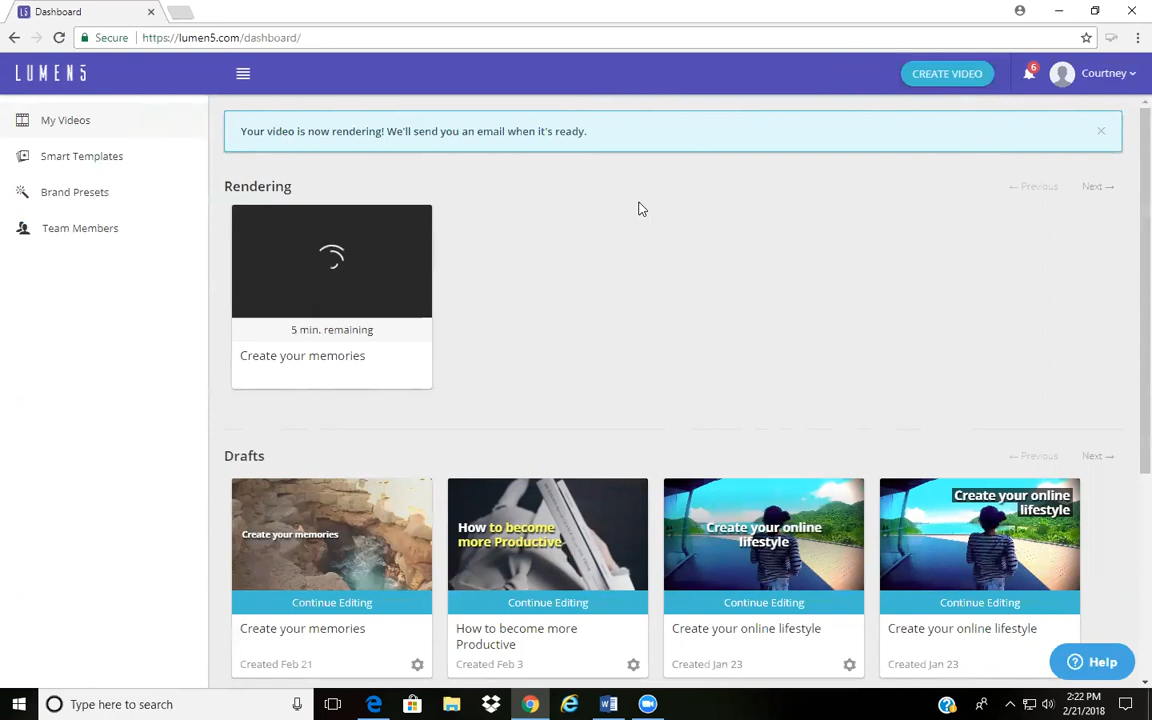 Dashboard
Secure https://lumen5.com/dashboard/
LUMEN5
CREATE VIDEO
6
Courtney
My Videos
Smart Templates
Brand Presets
Team Members
Your video is now rendering! We'll send you an email when it's ready.
Rendering
← Previous
Next →
5 min. remaining
Create your memories
Drafts
← Previous
Next →
Create your memories
How to become
more Productive
Create your online
lifestyle
Create your online
lifestyle
Continue Editing
Continue Editing
Continue Editing
Continue Editing
Create your memories
How to become more
Productive
Create your online lifestyle
Create your online lifestyle
Created Feb 21
Created Feb 3
Created Jan 23
Created Jan 23
Help
Type here to search
2:22 PM
2/21/2018